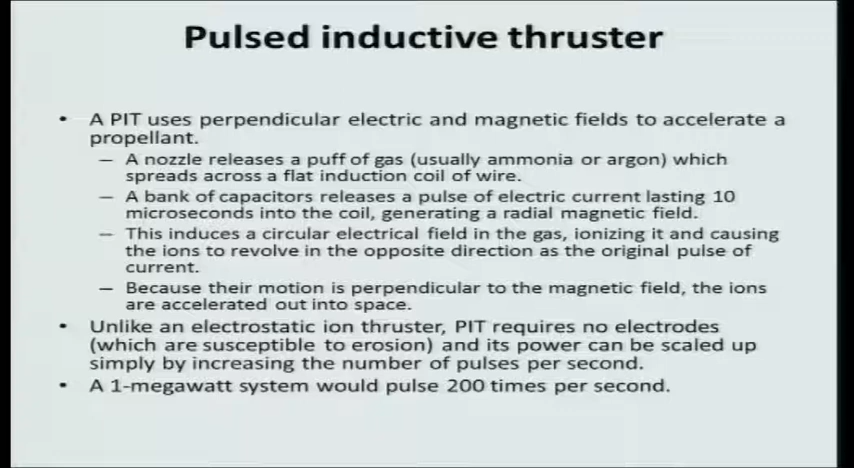 Pulsed inductive thruster
• A PIT uses perpendicular electric and magnetic fields to accelerate a
propellant.
– A nozzle releases a puff of gas (usually ammonia or argon) which
spreads across a flat induction coil of wire.
– A bank of capacitors releases a pulse of electric current lasting 10
microseconds into the coil, generating a radial magnetic field.
– This induces a circular electrical field in the gas, ionizing it and causing
the ions to revolve in the opposite direction as the original pulse of
current.
– Because their motion is perpendicular to the magnetic field, the ions
are accelerated out into space.
• Unlike an electrostatic ion thruster, PIT requires no electrodes
(which are susceptible to erosion) and its power can be scaled up
simply by increasing the number of pulses per second.
• A 1-megawatt system would pulse 200 times per second.